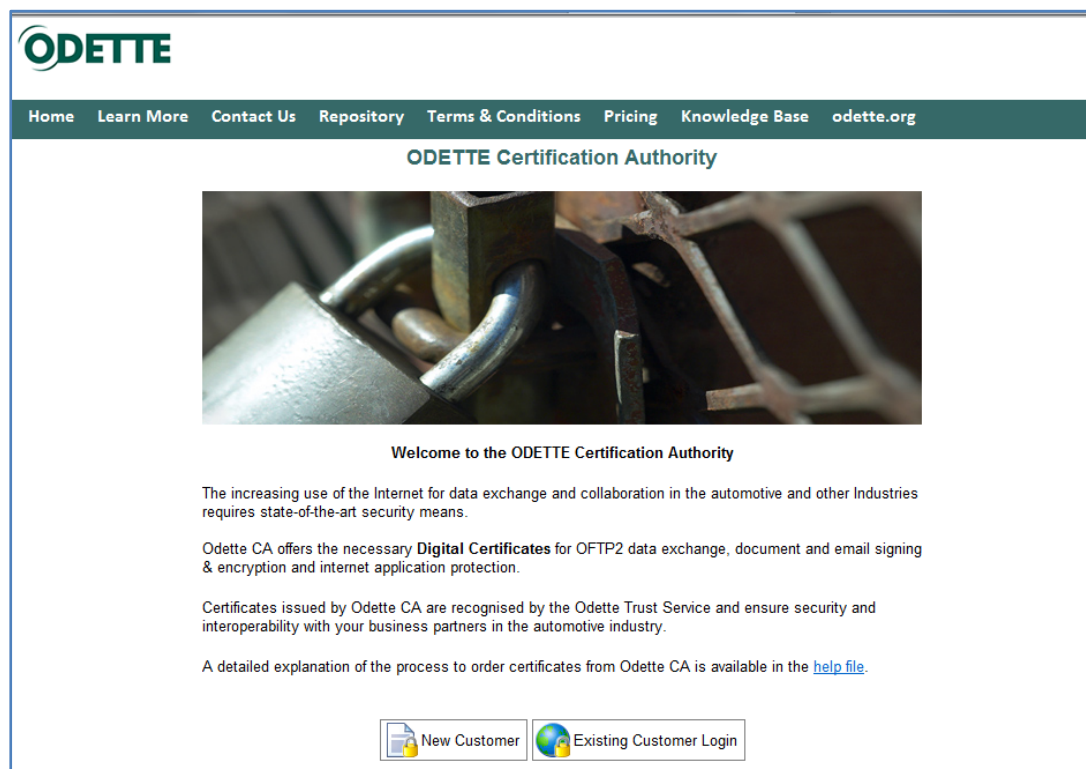 ODETTE
Home Learn More Contact Us Repository Terms & Conditions Pricing Knowledge Base odette.org
ODETTE Certification Authority
Welcome to the ODETTE Certification Authority
The increasing use of the Internet for data exchange and collaboration in the automotive and other Industries
requires state-of-the-art security means.
Odette CA offers the necessary Digital Certificates for OFTP2 data exchange, document and email signing
& encryption and internet application protection.
Certificates issued by Odette CA are recognised by the Odette Trust Service and ensure security and
interoperability with your business partners in the automotive industry.
A detailed explanation of the process to order certificates from Odette CA is available in the help file.
New Customer Existing Customer Login